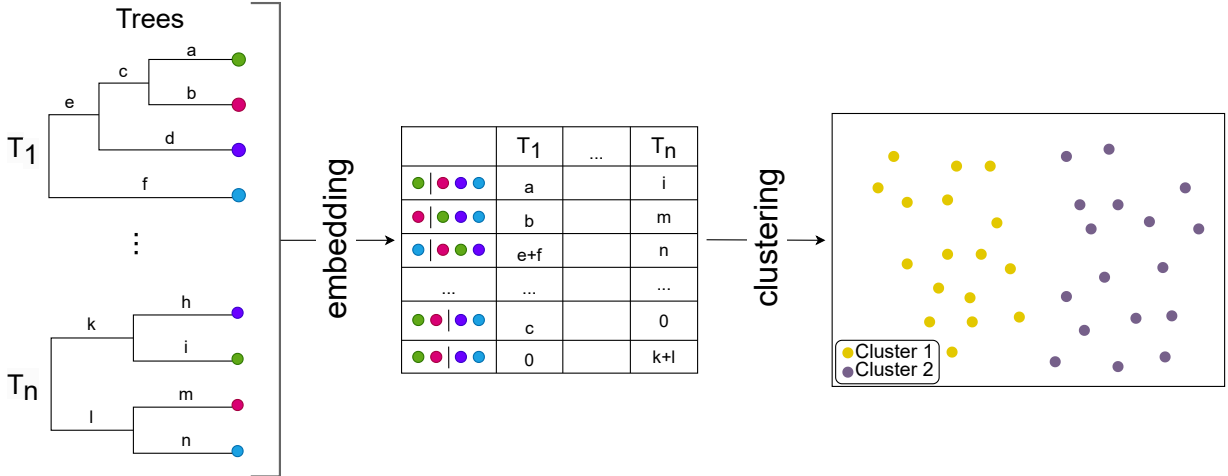 Trees
a
c
b
e
d
T1
f
⋮
h
k
i
Tn
m
l
n
embedding
T1 ... Tn
a i
b m
e+f n
... ... ...
c 0
0 k+l
clustering
Cluster 1
Cluster 2